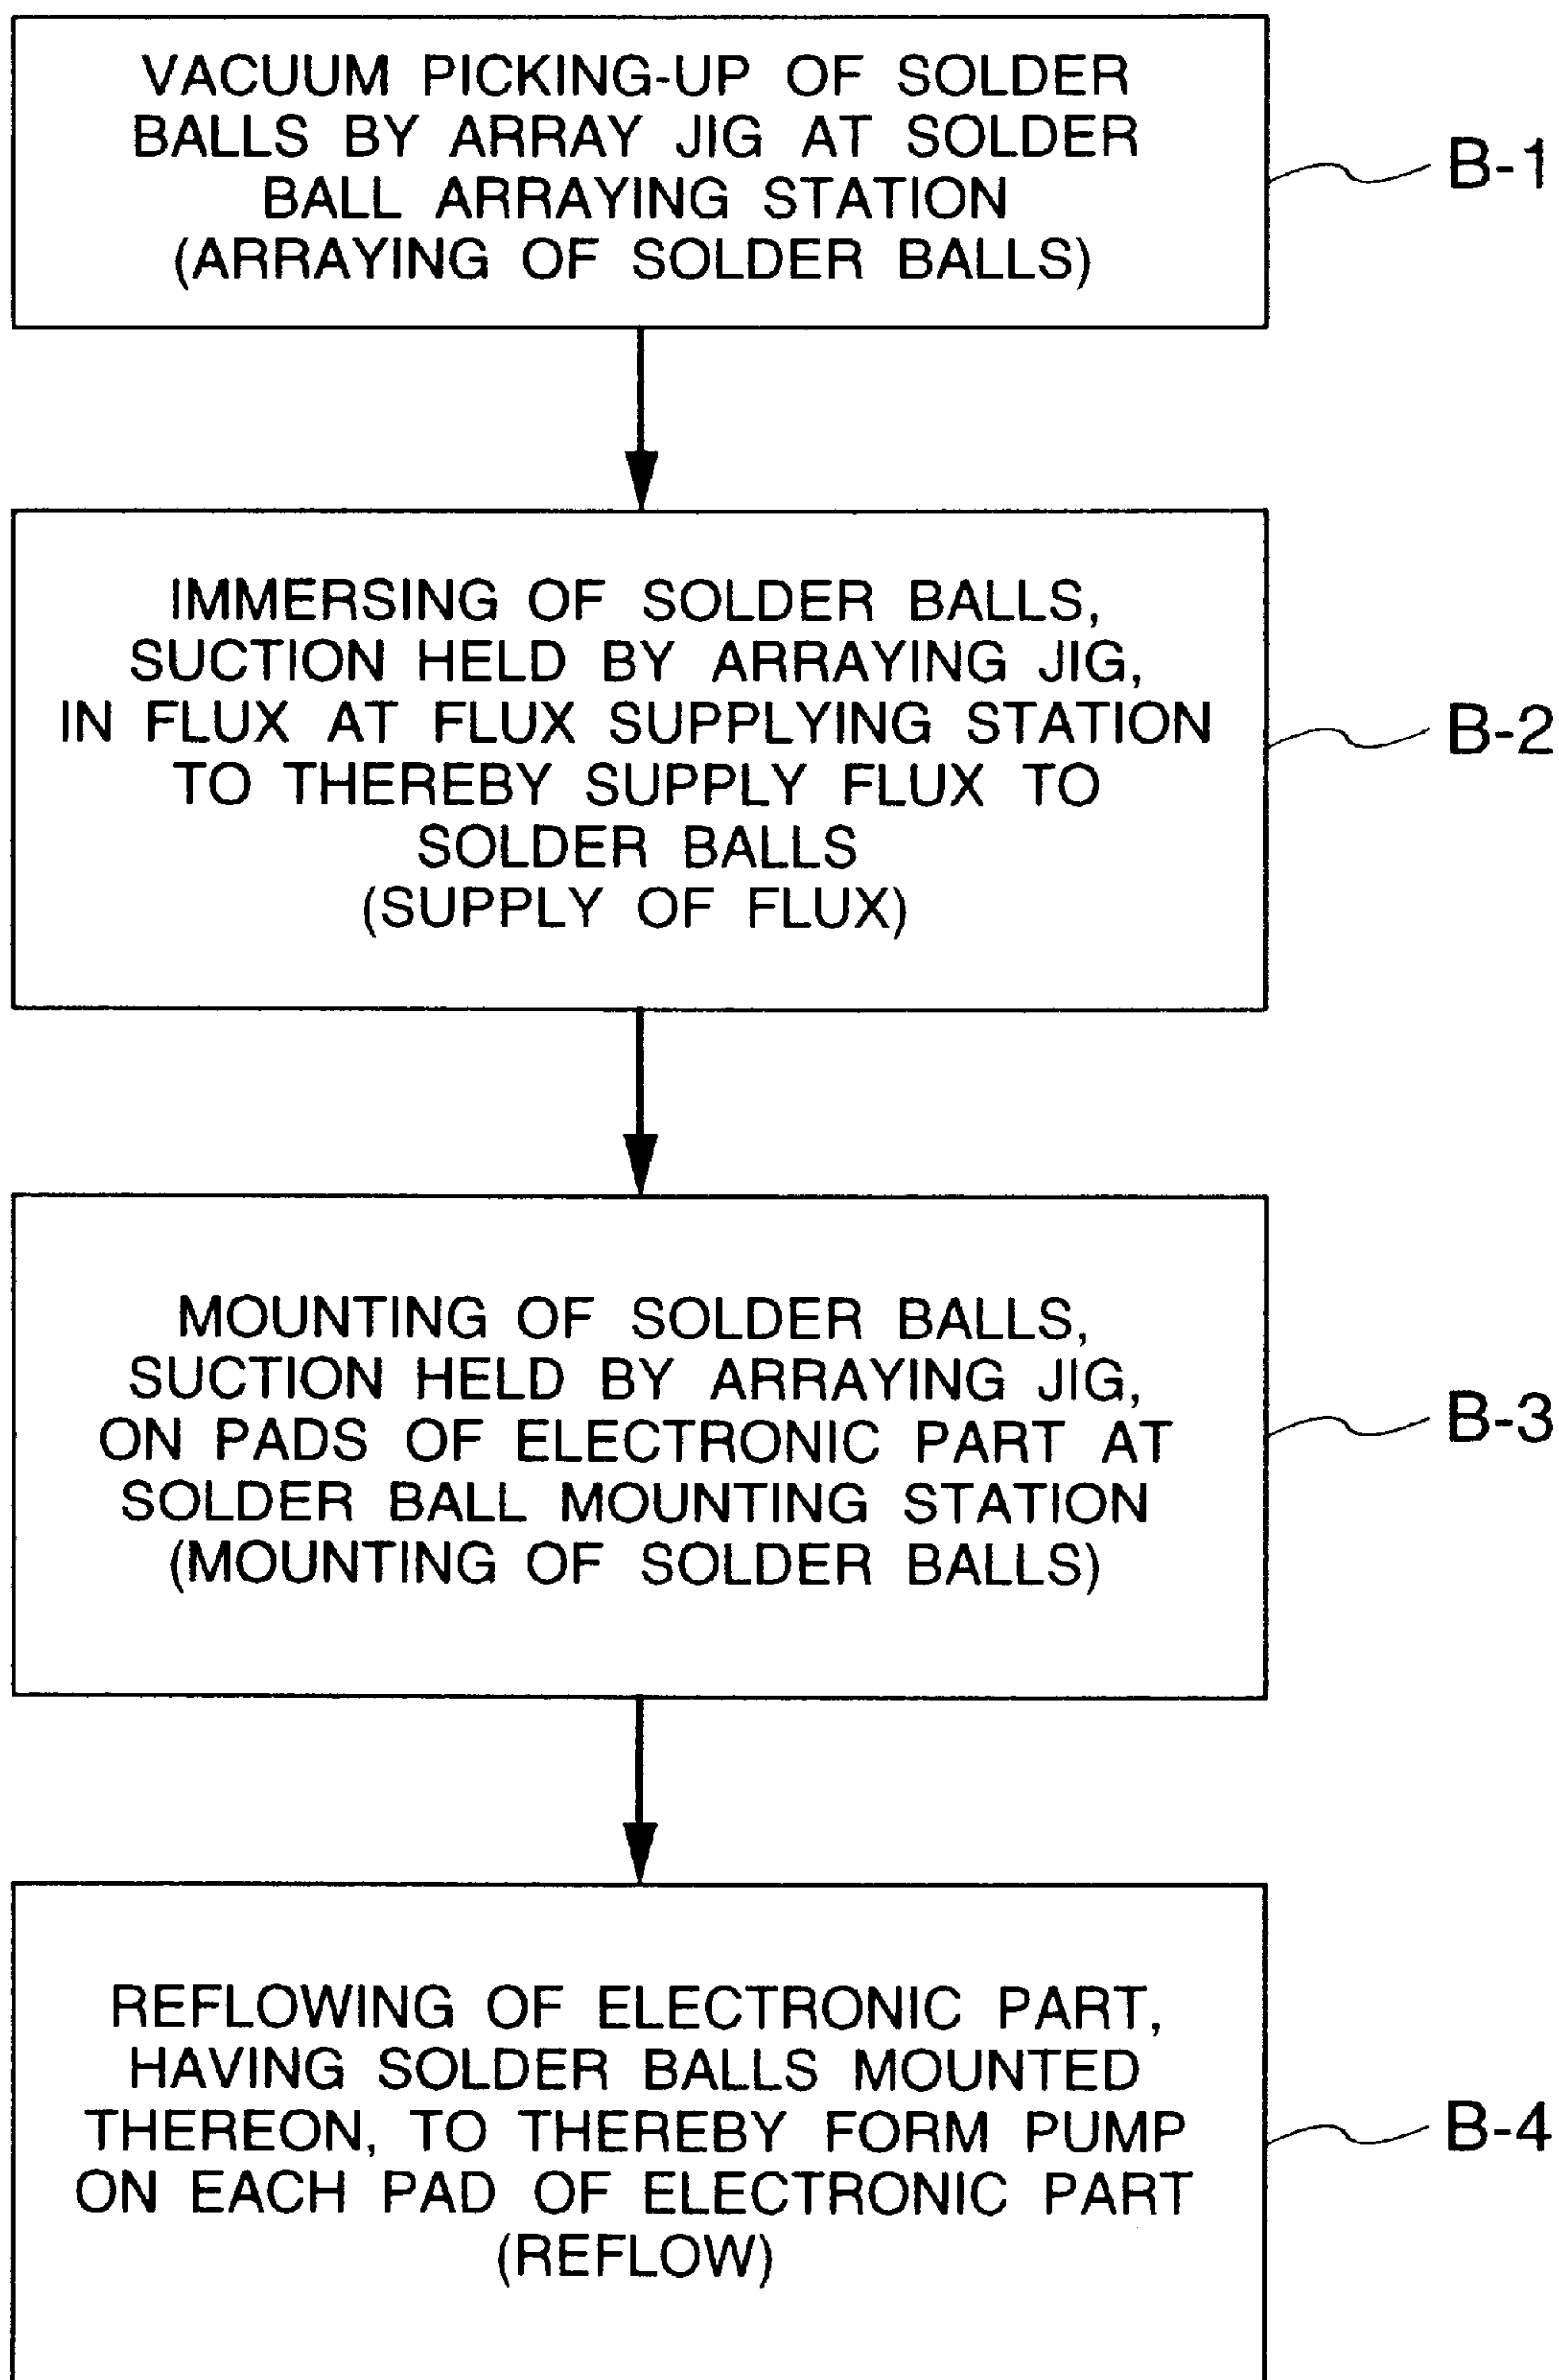 VACUUM PICKING-UP OF SOLDER
BALLS BY ARRAY JIG AT SOLDER
BALL ARRAYING STATION
(ARRAYING OF SOLDER BALLS)
B-1
IMMERSING OF SOLDER BALLS,
SUCTION HELD BY ARRAYING JIG,
IN FLUX AT FLUX SUPPLYING STATION
TO THEREBY SUPPLY FLUX TO
SOLDER BALLS
(SUPPLY OF FLUX)
B-2
MOUNTING OF SOLDER BALLS,
SUCTION HELD BY ARRAYING JIG,
ON PADS OF ELECTRONIC PART AT
SOLDER BALL MOUNTING STATION
(MOUNTING OF SOLDER BALLS)
B-3
REFLOWING OF ELECTRONIC PART,
HAVING SOLDER BALLS MOUNTED
THEREON, TO THEREBY FORM PUMP
ON EACH PAD OF ELECTRONIC PART
(REFLOW)
B-4